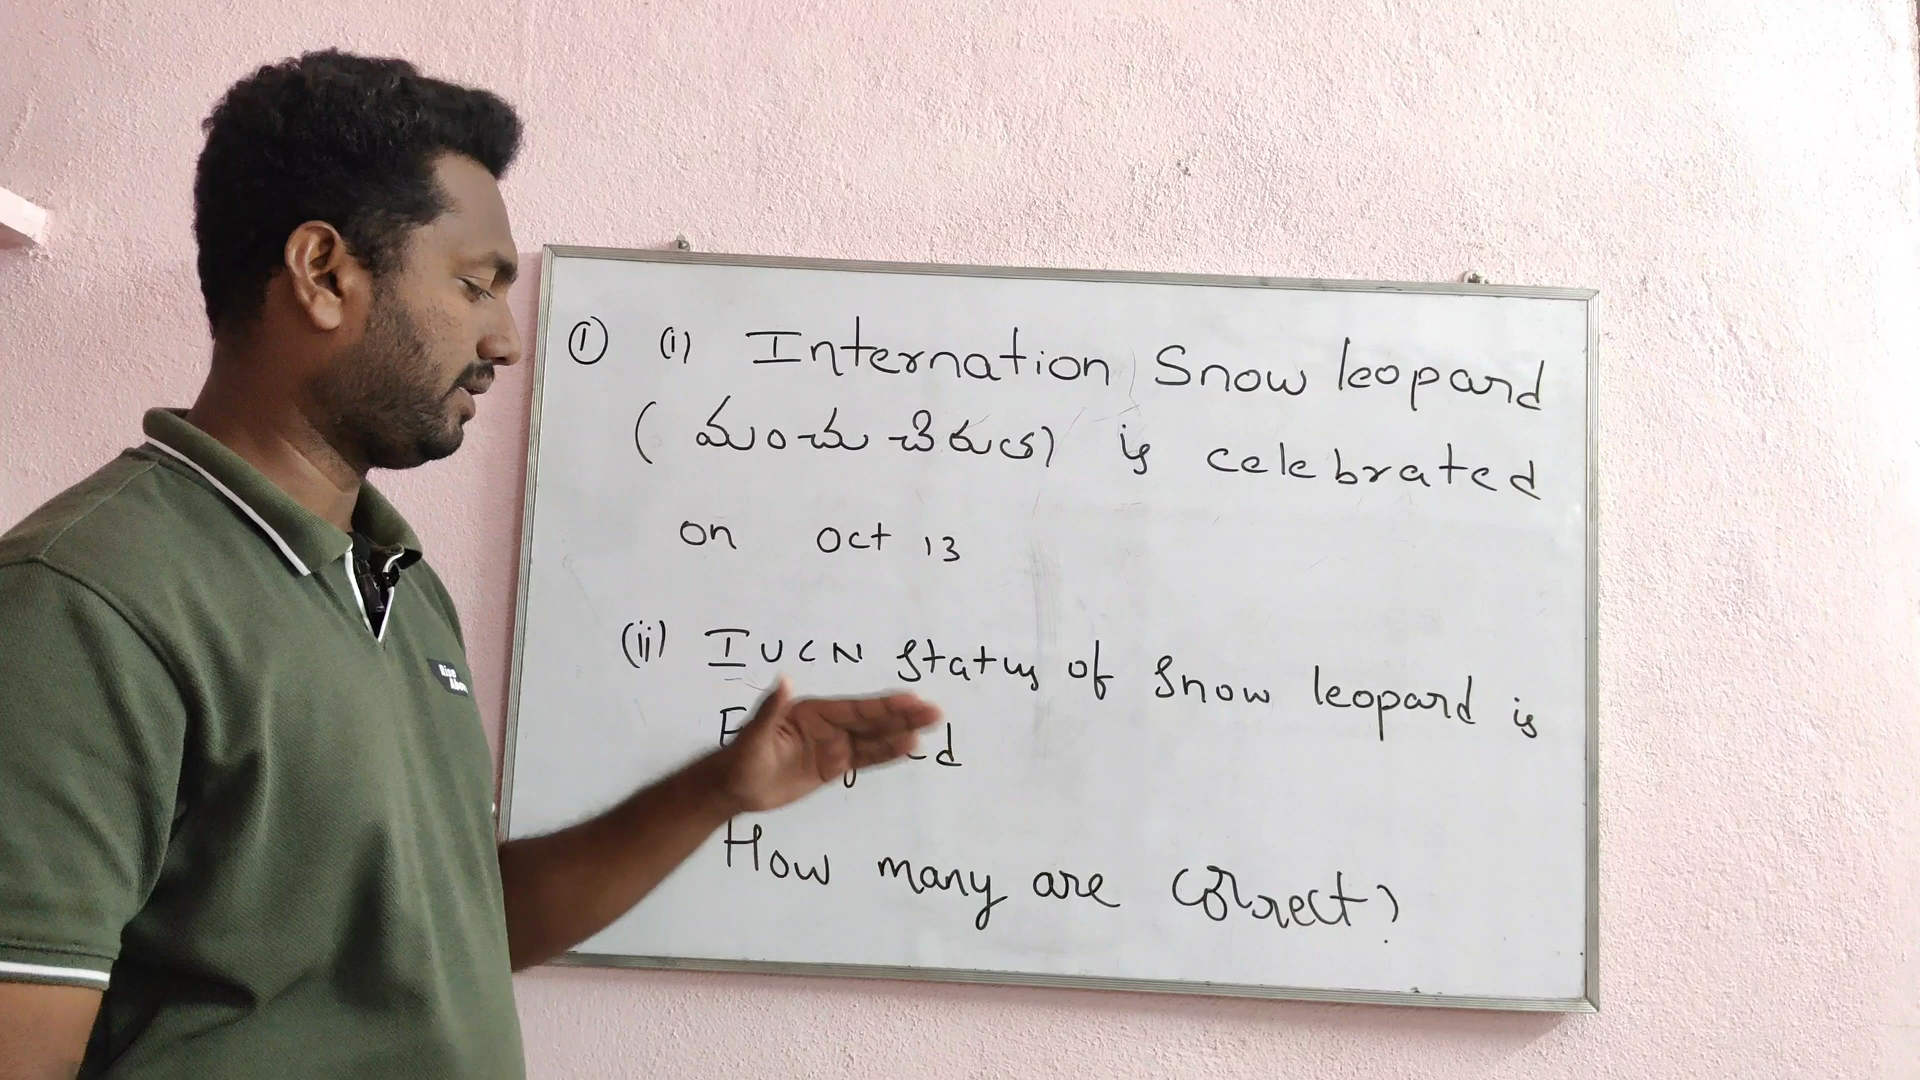 ① (i) Internation Snow leopard
(మంచు చిరుత) is celebrated
on oct 13
(ii) IUCN status of snow leopard is
How many are correct?
Rise